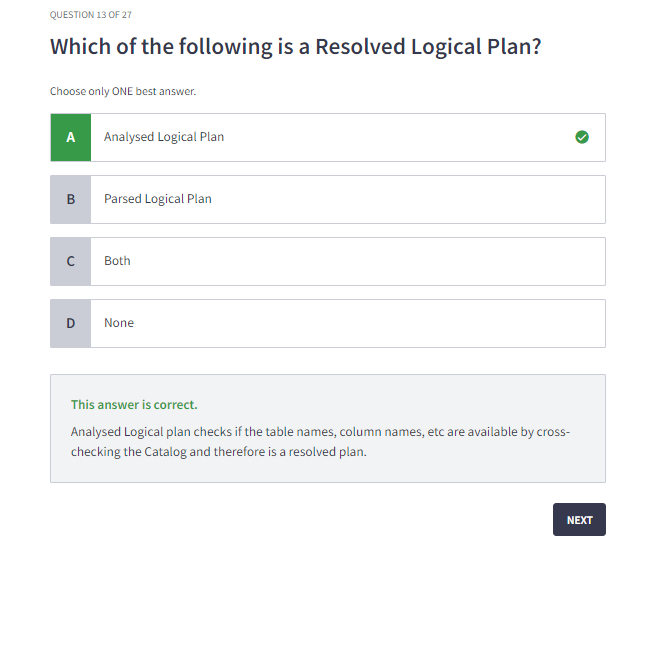 QUESTION 13 OF 27
Which of the following is a Resolved Logical Plan?
Choose only ONE best answer.
A Analysed Logical Plan
B Parsed Logical Plan
C Both
D None
This answer is correct.
Analysed Logical plan checks if the table names, column names, etc are available by cross-
checking the Catalog and therefore is a resolved plan.
NEXT